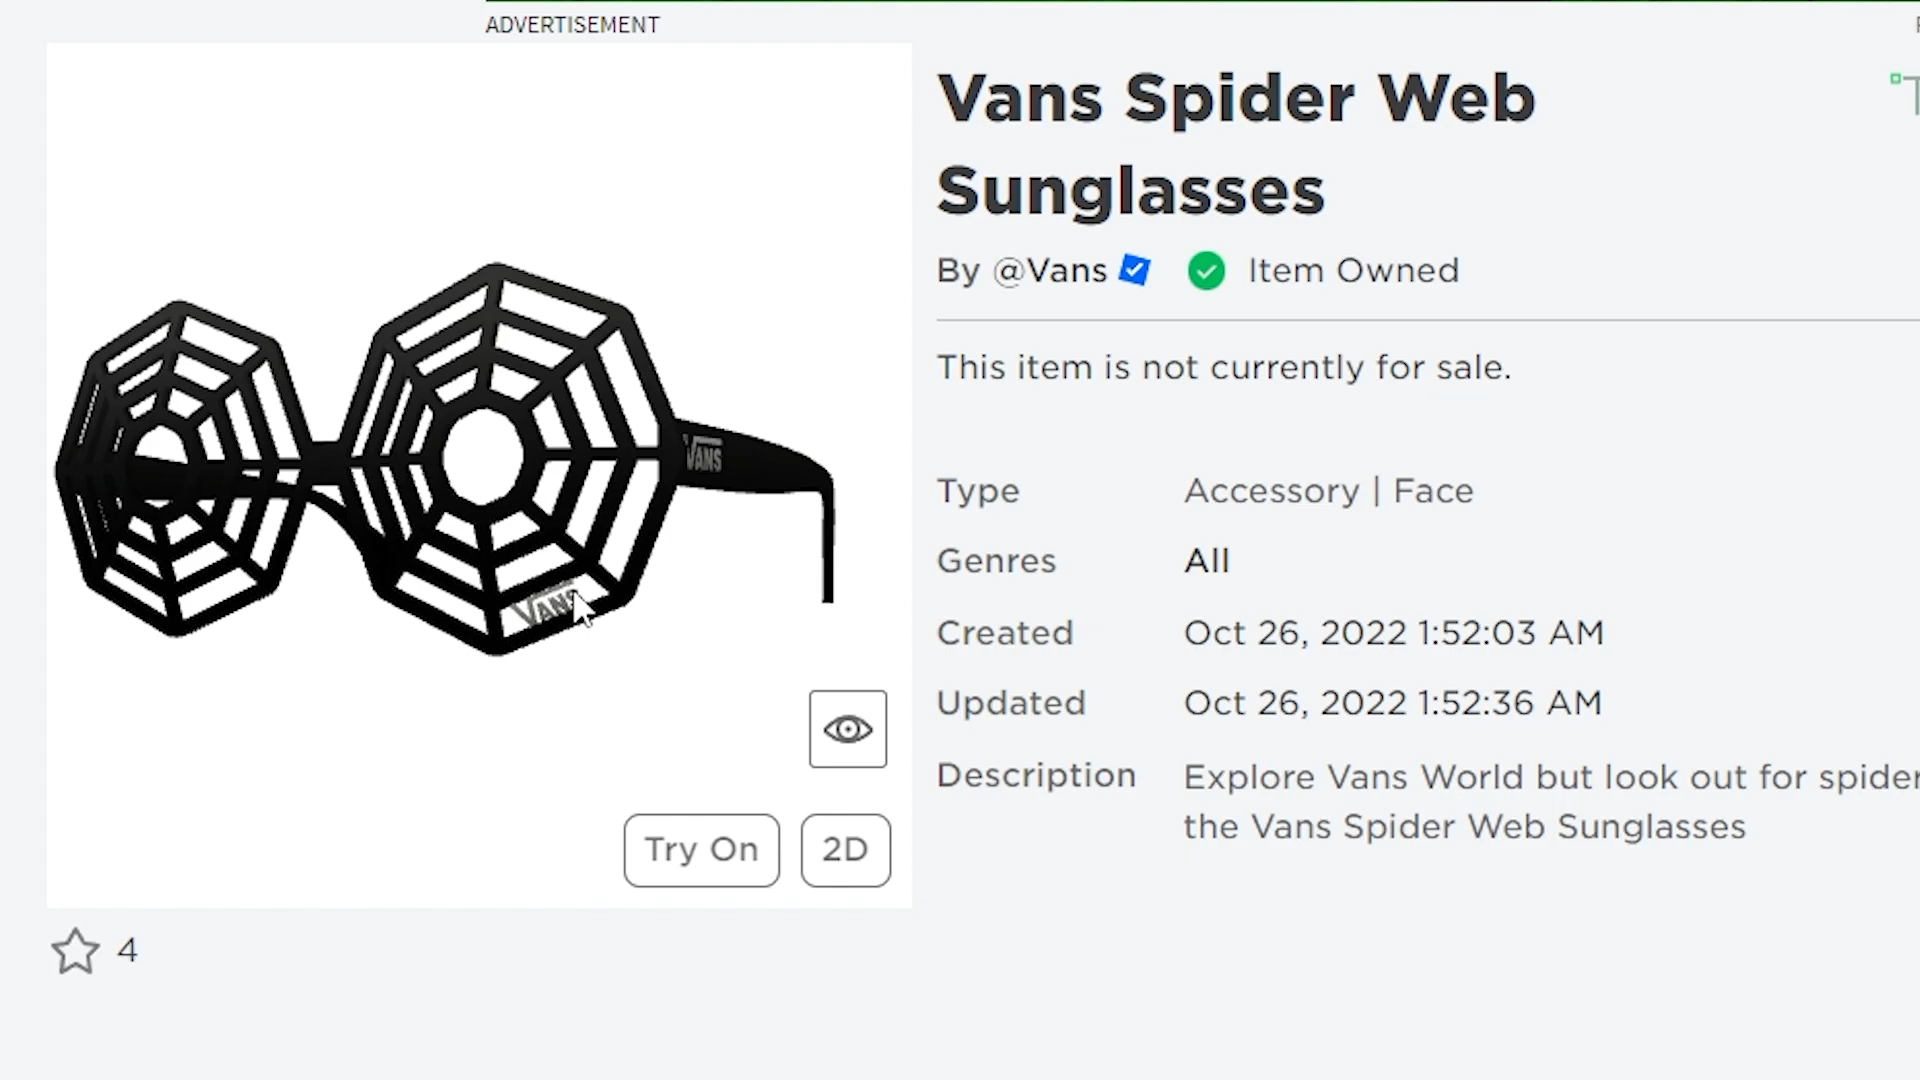 ADVERTISEMENT
Vans Spider Web
Sunglasses
By @Vans Item Owned
This item is not currently for sale.
VANS
Type Accessory | Face
Genres All
VANS
Created Oct 26, 2022 1:52:03 AM
Updated Oct 26, 2022 1:52:36 AM
Description Explore Vans World but look out for spider
the Vans Spider Web Sunglasses
Try On 2D
4